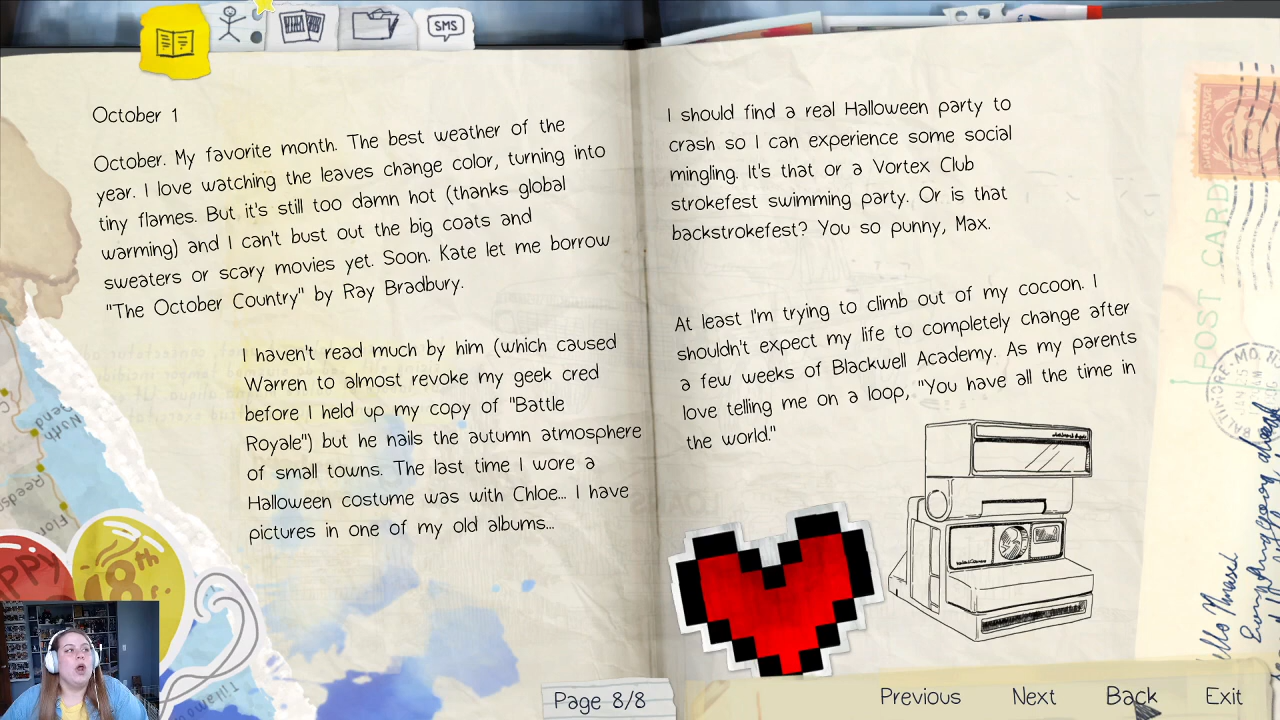 SMS
October 1
October. My favorite month. The best weather of the
year. I love watching the leaves change color, turning into
tiny flames. But it's still too damn hot (thanks global
warming) and I can't bust out the big coats and
sweaters or scary movies yet. Soon. Kate let me borrow
"The October Country" by Ray Bradbury.
I haven't read much by him (which caused
Warren to almost revoke my geek cred
before I held up my copy of "Battle
Royale") but he nails the autumn atmosphere
of small towns. The last time I wore a
Halloween costume was with Chloe... I have
pictures in one of my old albums...
I should find a real Halloween party to
crash so I can experience some social
mingling. It's that or a Vortex Club
strokefest swimming party. Or is that
backstrokefest? You so punny, Max.
At least I'm trying to climb out of my cocoon. I
shouldn't expect my life to completely change after
a few weeks of Blackwell Academy. As my parents
love telling me on a loop, "You have all the time in
the world."
POST CARD
North
Bend
Reedsp
Flor
Tillamo
PPY
18th
Page 8/8
Previous
Next
Back
Exit